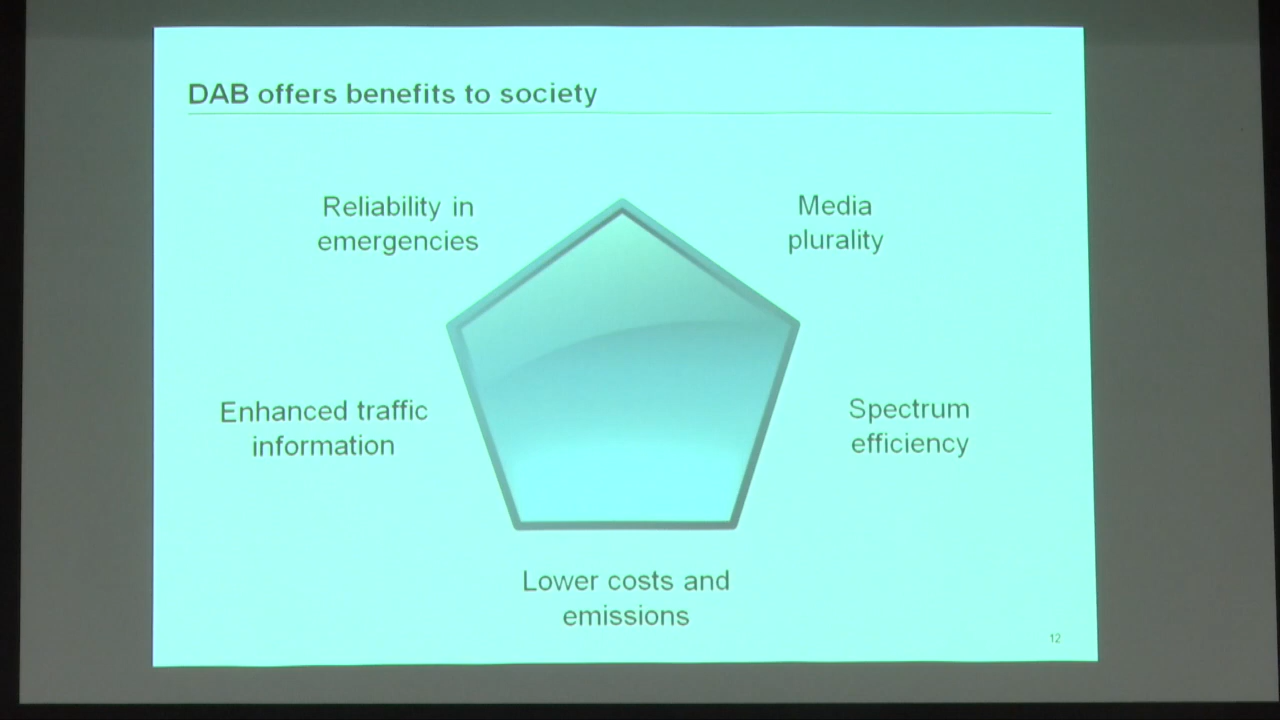 DAB offers benefits to society
Reliability in
emergencies
Media
plurality
Enhanced traffic
information
Spectrum
efficiency
Lower costs and
emissions
12